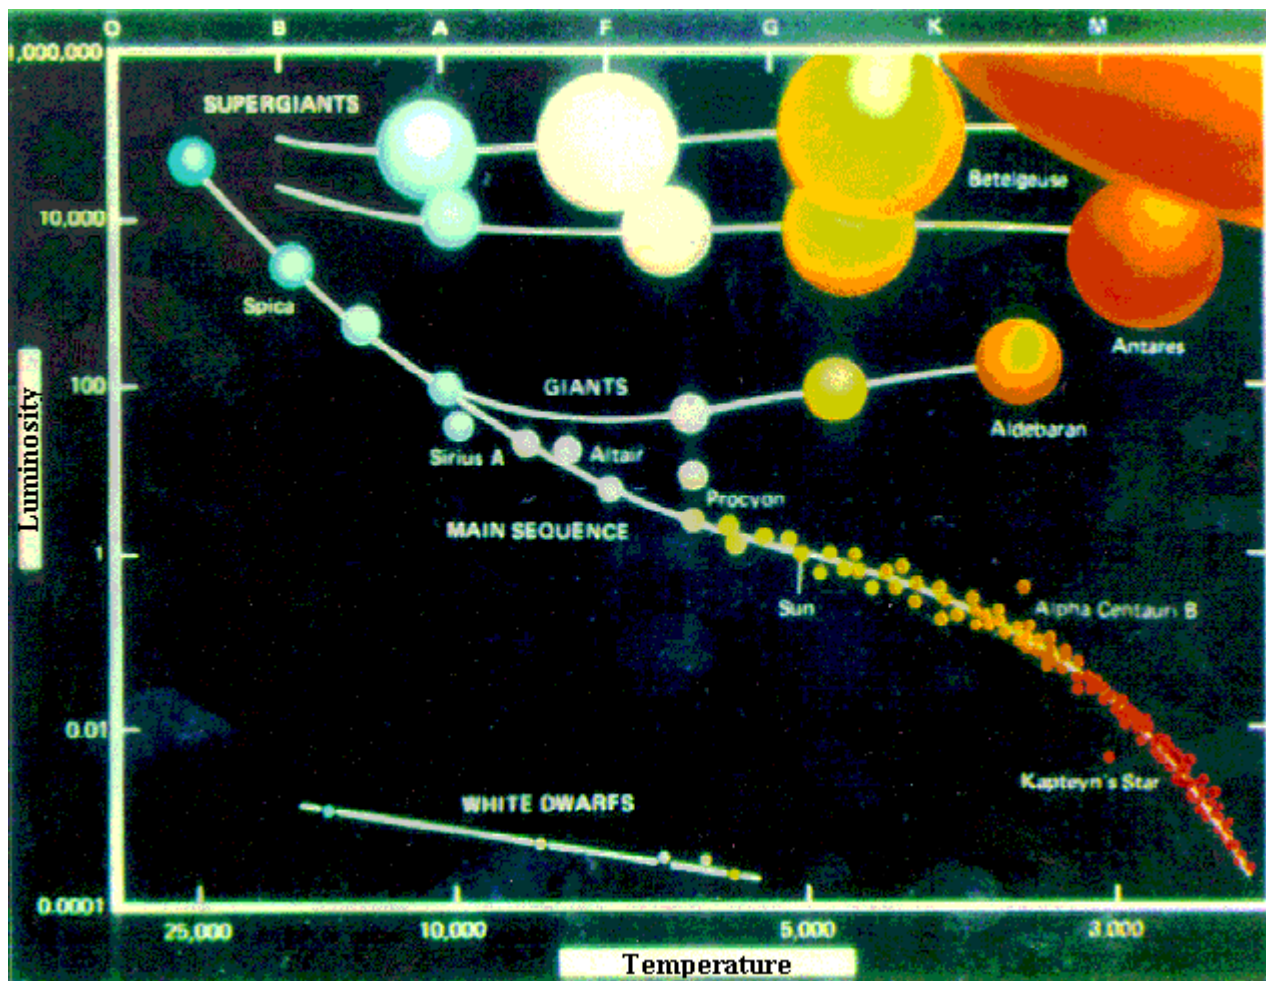 O B A F G K M
1,000,000
SUPERGIANTS
Betelgeuse
10,000
Spica
Antares
100
GIANTS
Aldebaran
Sirius A
Altair
Procyon
MAIN SEQUENCE
Luminosity
1
Sun
Alpha Centauri B
0.01
Kapteyn's Star
WHITE DWARFS
0.0001
25,000 10,000 5,000 3,000
Temperature